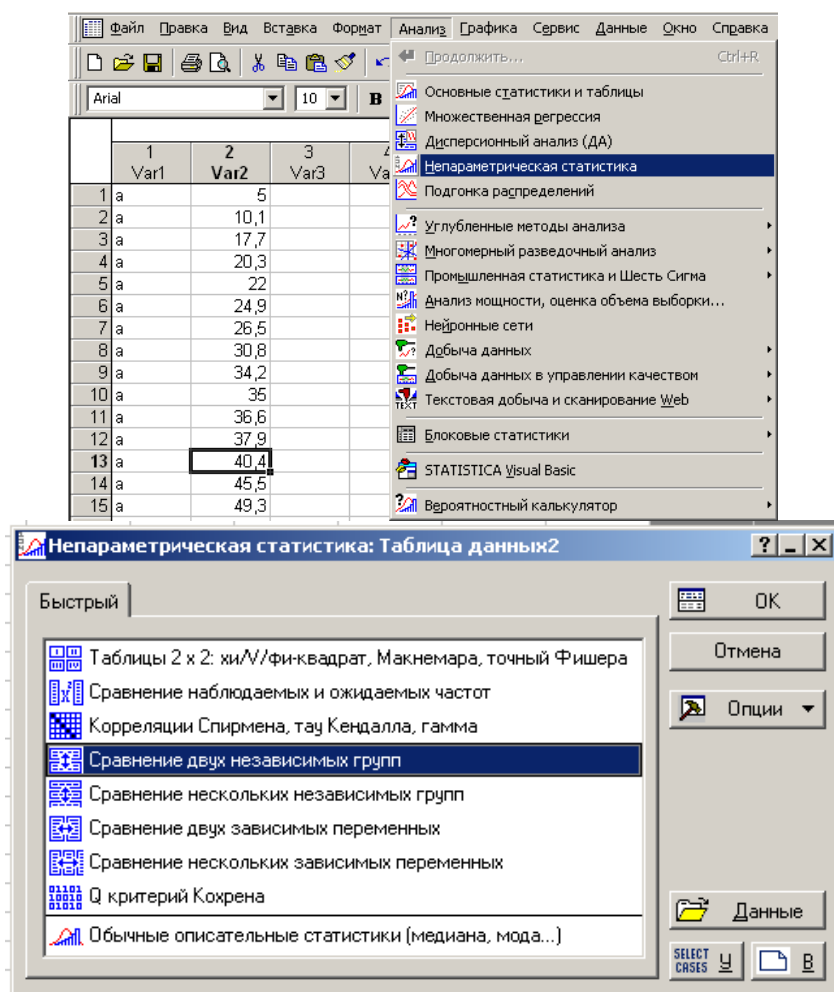 Файл Правка Вид Вставка Формат Анализ Графика Сервис Данные Окно Справка
Продолжить... Ctrl+R
Arial 10 B
Основные статистики и таблицы
Множественная регрессия
Дисперсионный анализ (ДА)
Непараметрическая статистика
Подгонка распределений
Углубленные методы анализа
Многомерный разведочный анализ
Промышленная статистика и Шесть Сигма
Анализ мощности, оценка объема выборки...
Нейронные сети
Добыча данных
Добыча данных в управлении качеством
Текстовая добыча и сканирование Web
Блоковые статистики
STATISTICA Visual Basic
Вероятностный калькулятор
1 2 3 4
Var1 Var2 Var3 Va
1 a 5
2 a 10,1
3 a 17,7
4 a 20,3
5 a 22
6 a 24,9
7 a 26,5
8 a 30,8
9 a 34,2
10 a 35
11 a 36,6
12 a 37,9
13 a 40,4
14 a 45,5
15 a 49,3
Непараметрическая статистика: Таблица данных2
Быстрый
Таблицы 2 x 2: хи/V/фи-квадрат, Макнемара, точный Фишера
Сравнение наблюдаемых и ожидаемых частот
Корреляции Спирмена, тау Кендалла, гамма
Сравнение двух независимых групп
Сравнение нескольких независимых групп
Сравнение двух зависимых переменных
Сравнение нескольких зависимых переменных
Q критерий Кохрена
Обычные описательные статистики (медиана, мода...)
OK
Отмена
Опции
Данные
SELECT CASES У В